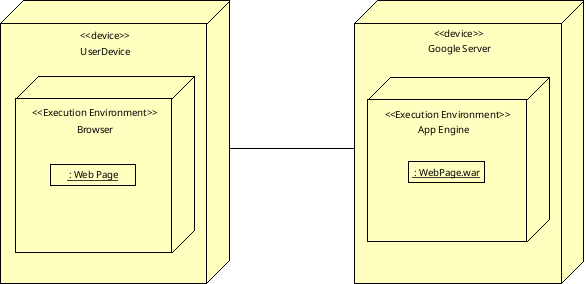 <<device>>
UserDevice
<<Execution Environment>>
Browser
: Web Page
<<device>>
Google Server
<<Execution Environment>>
App Engine
: WebPage.war